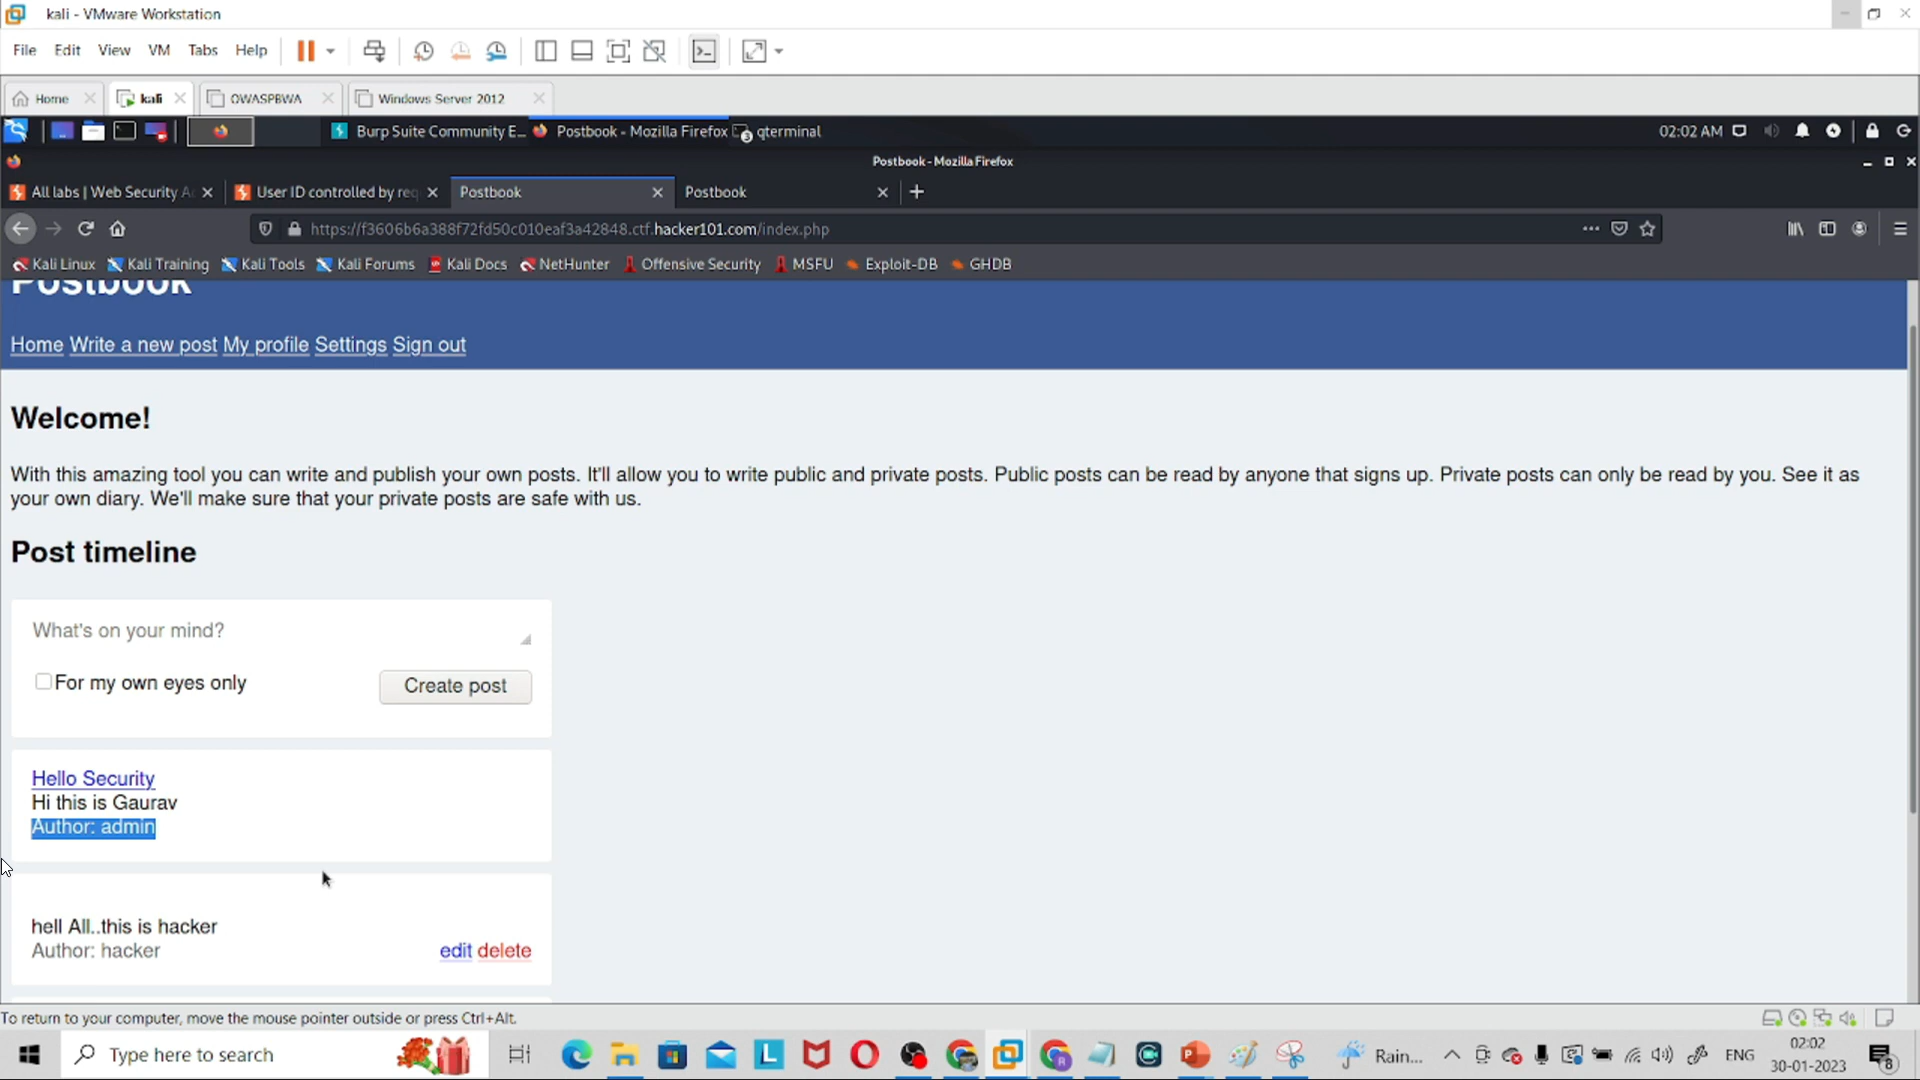 kali - VMware Workstation
File Edit View VM Tabs Help
Home kali OWASPBWA Windows Server 2012
Burp Suite Community E... Postbook - Mozilla Firefox 3 qterminal 02:02 AM
Postbook - Mozilla Firefox
All labs | Web Security A User ID controlled by req Postbook Postbook
https://f3606b6a388f72fd50c010eaf3a42848.ctf.hacker101.com/index.php
Kali Linux Kali Training Kali Tools Kali Forums Kali Docs NetHunter Offensive Security MSFU Exploit-DB GHDB
Postbook
Home Write a new post My profile Settings Sign out
Welcome!
With this amazing tool you can write and publish your own posts. It'll allow you to write public and private posts. Public posts can be read by anyone that signs up. Private posts can only be read by you. See it as
your own diary. We'll make sure that your private posts are safe with us.
Post timeline
What's on your mind?
For my own eyes only Create post
Hello Security
Hi this is Gaurav
Author: admin
hell All..this is hacker
Author: hacker edit delete
To return to your computer, move the mouse pointer outside or press Ctrl+Alt.
Type here to search Rain... ENG 02:02
30-01-2023 8